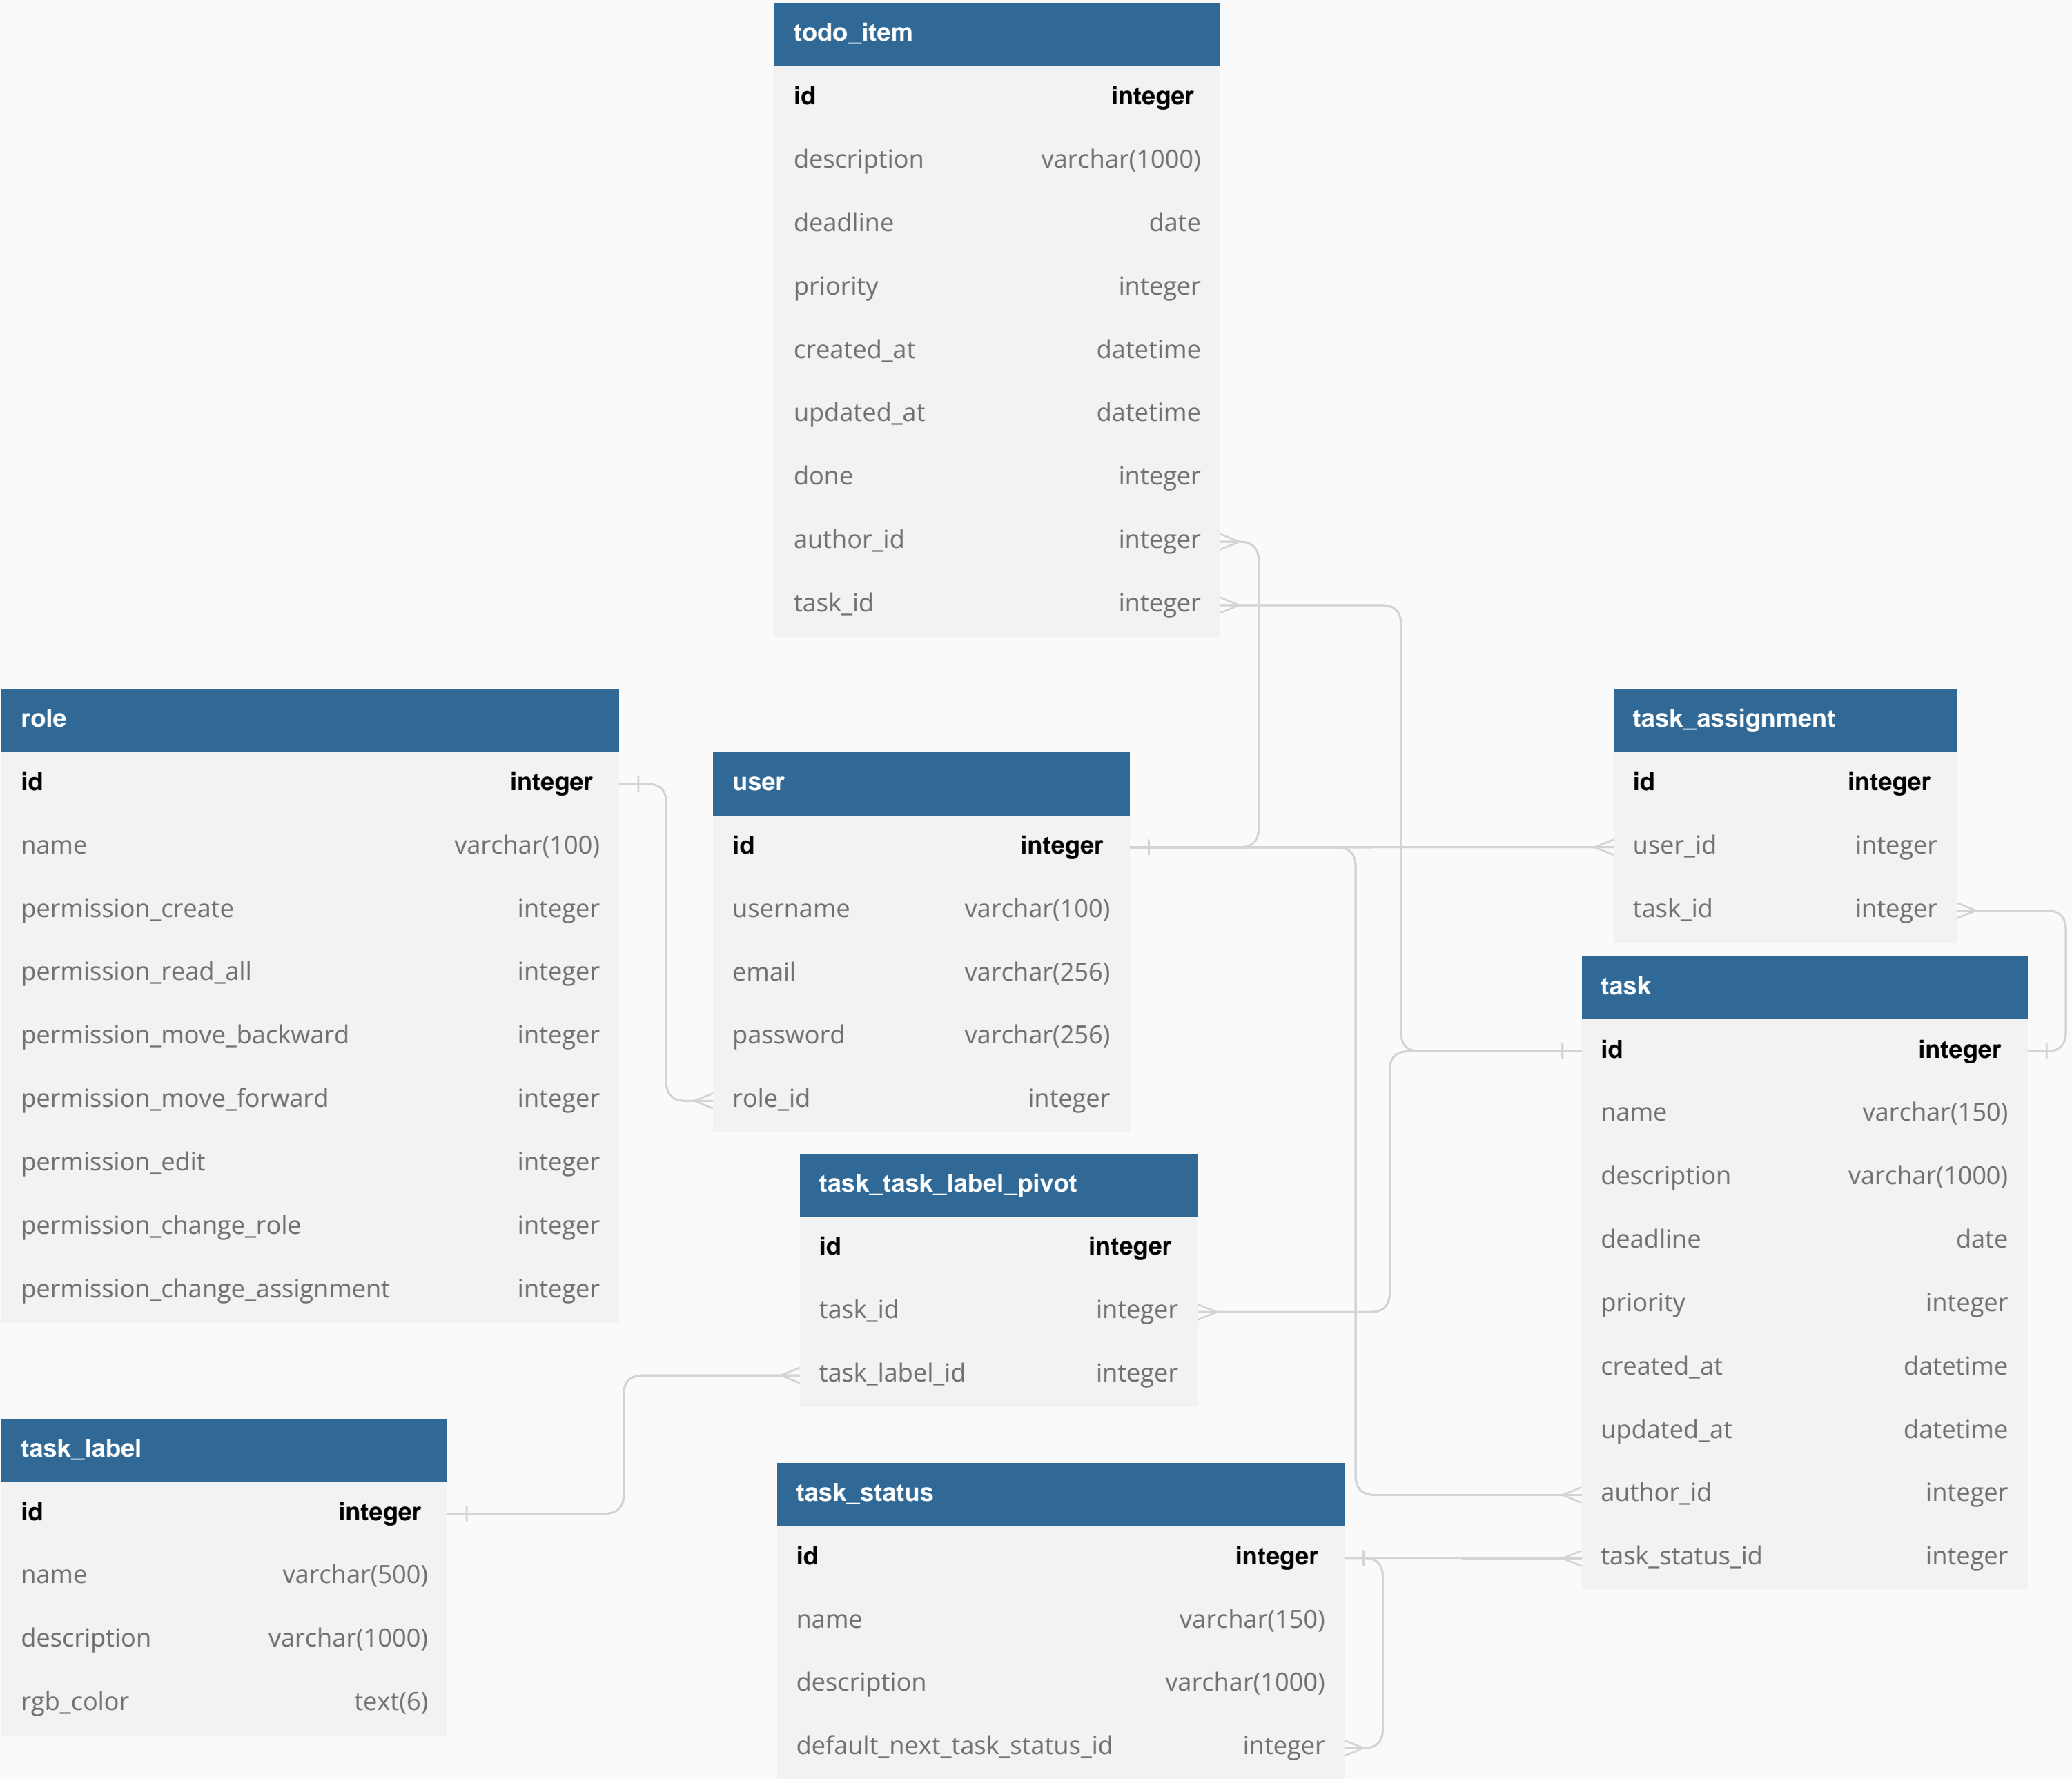 todo_item
id integer
description varchar(1000)
deadline date
priority integer
created_at datetime
updated_at datetime
done integer
author_id integer
task_id integer
role
id integer
name varchar(100)
permission_create integer
permission_read_all integer
permission_move_backward integer
permission_move_forward integer
permission_edit integer
permission_change_role integer
permission_change_assignment integer
user
id integer
username varchar(100)
email varchar(256)
password varchar(256)
role_id integer
task_assignment
id integer
user_id integer
task_id integer
task
id integer
name varchar(150)
description varchar(1000)
deadline date
priority integer
created_at datetime
updated_at datetime
author_id integer
task_status_id integer
task_task_label_pivot
id integer
task_id integer
task_label_id integer
task_label
id integer
name varchar(500)
description varchar(1000)
rgb_color text(6)
task_status
id integer
name varchar(150)
description varchar(1000)
default_next_task_status_id integer